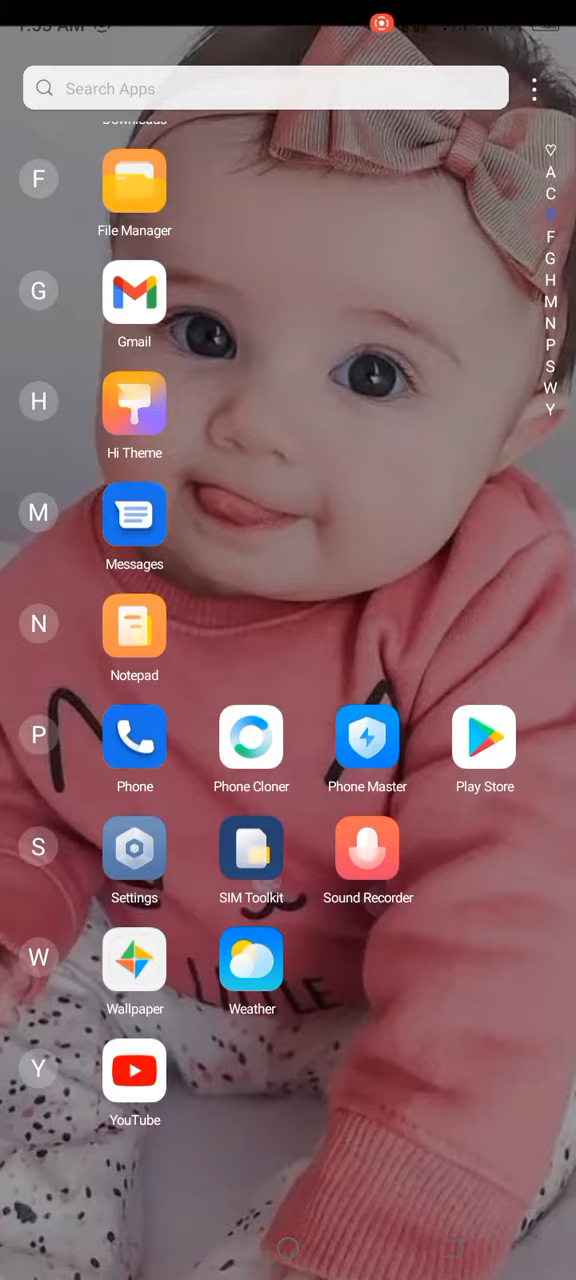 Search Apps
Downloads
F
File Manager
G
Gmail
H
Hi Theme
M
Messages
N
Notepad
P
Phone
Phone Cloner
Phone Master
Play Store
S
Settings
SIM Toolkit
Sound Recorder
W
Wallpaper
Weather
Y
YouTube
A
C
D
F
G
H
M
N
P
S
W
Y